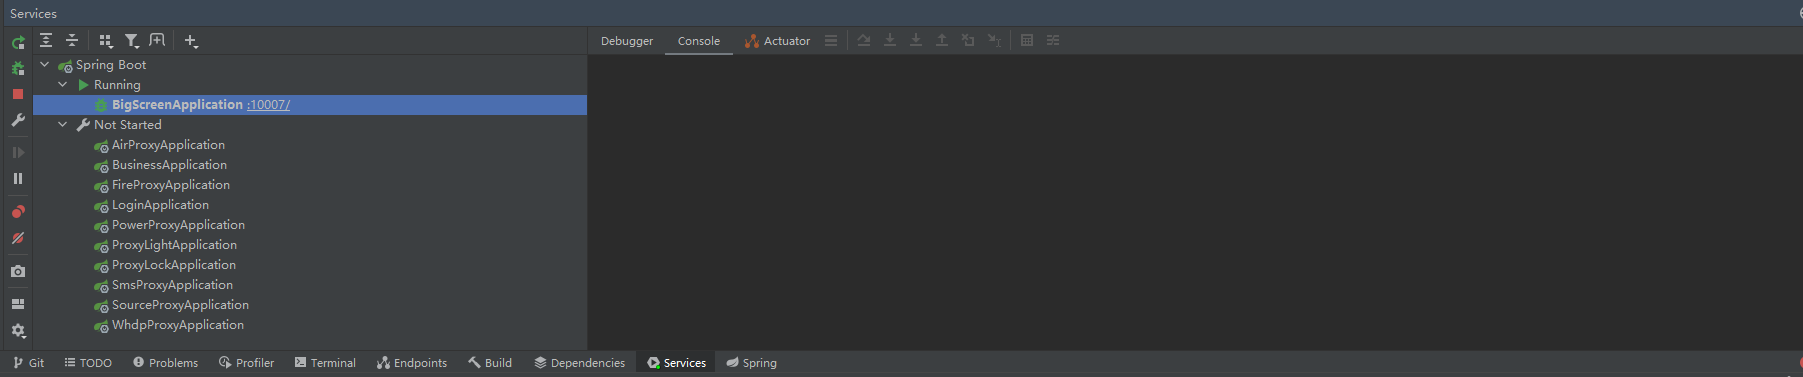 Services
Debugger Console Actuator
Spring Boot
Running
BigScreenApplication :10007/
Not Started
AirProxyApplication
BusinessApplication
FireProxyApplication
LoginApplication
PowerProxyApplication
ProxyLightApplication
ProxyLockApplication
SmsProxyApplication
SourceProxyApplication
WhdpProxyApplication
Git TODO Problems Profiler Terminal Endpoints Build Dependencies Services Spring